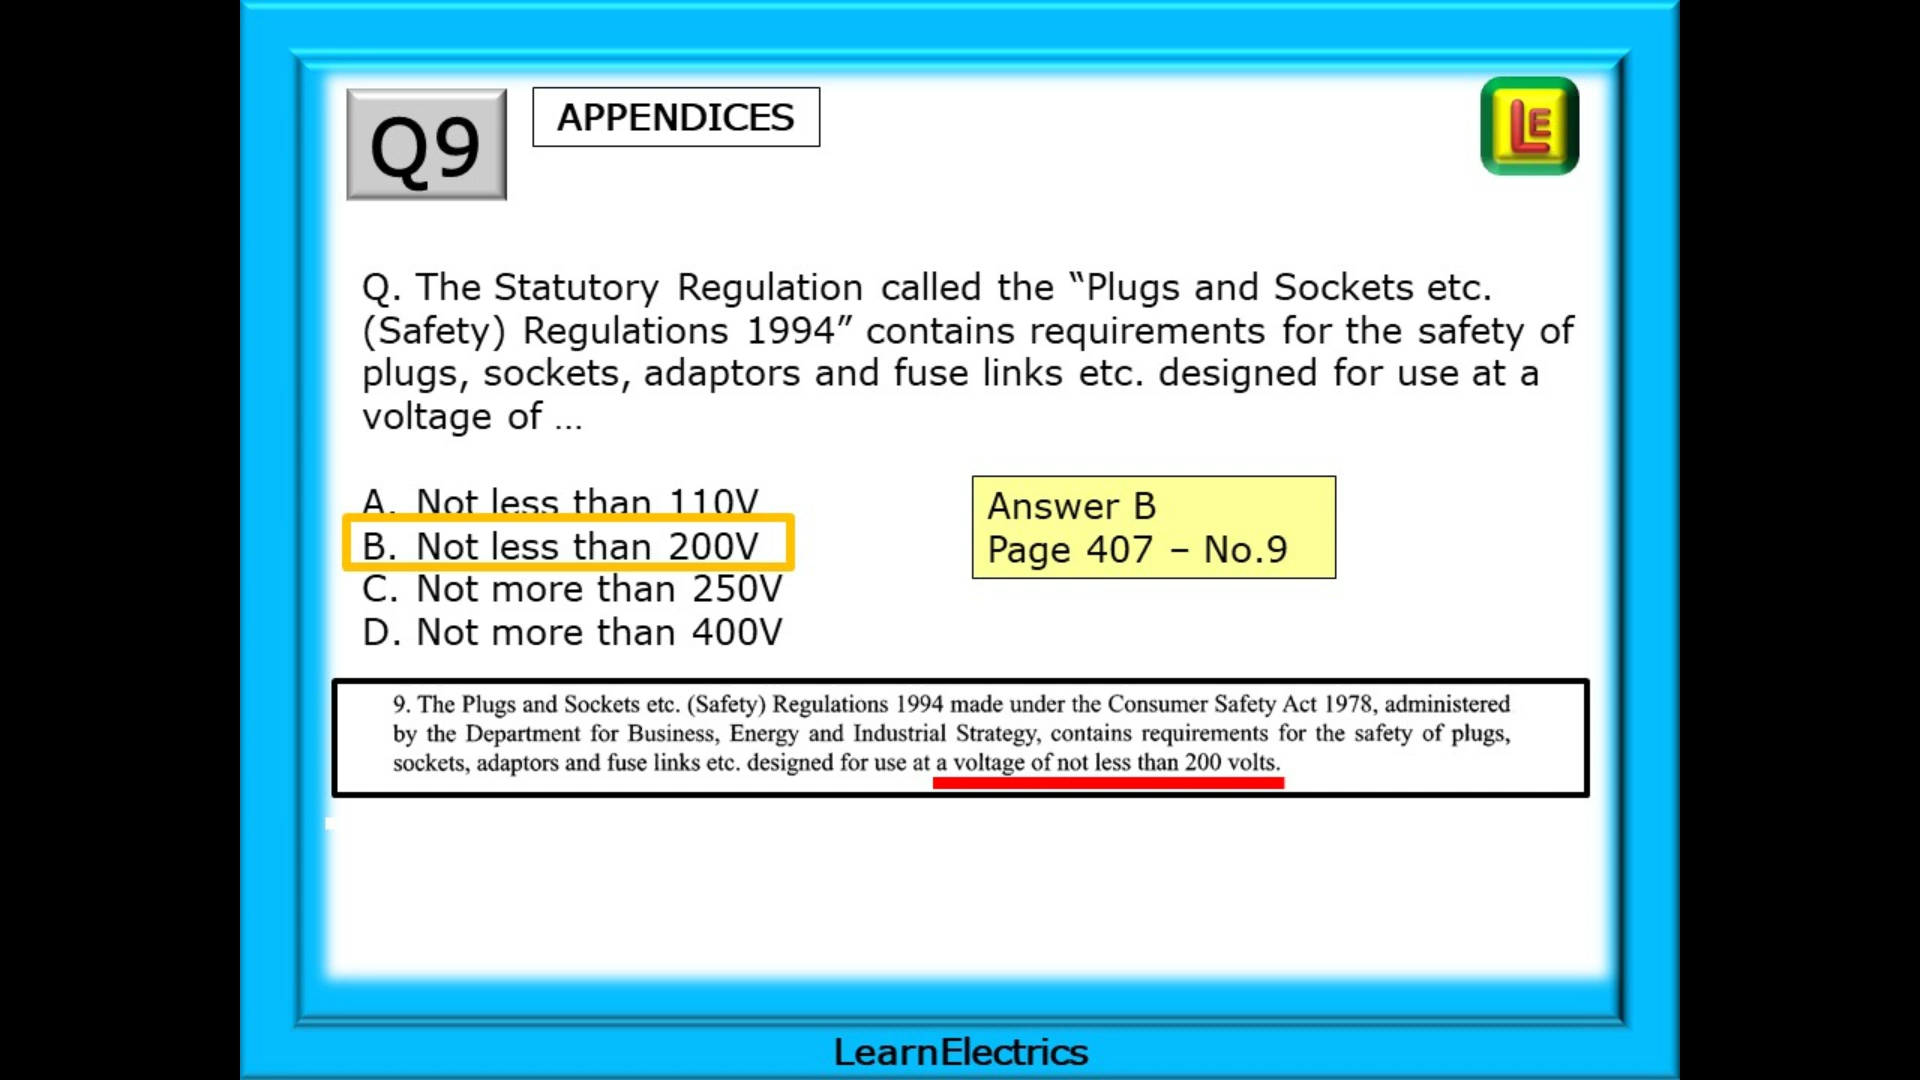 Q9
APPENDICES
LE
Q. The Statutory Regulation called the “Plugs and Sockets etc.
(Safety) Regulations 1994” contains requirements for the safety of
plugs, sockets, adaptors and fuse links etc. designed for use at a
voltage of …
A. Not less than 110V
B. Not less than 200V
C. Not more than 250V
D. Not more than 400V
Answer B
Page 407 – No.9
9. The Plugs and Sockets etc. (Safety) Regulations 1994 made under the Consumer Safety Act 1978, administered
by the Department for Business, Energy and Industrial Strategy, contains requirements for the safety of plugs,
sockets, adaptors and fuse links etc. designed for use at a voltage of not less than 200 volts.
LearnElectrics